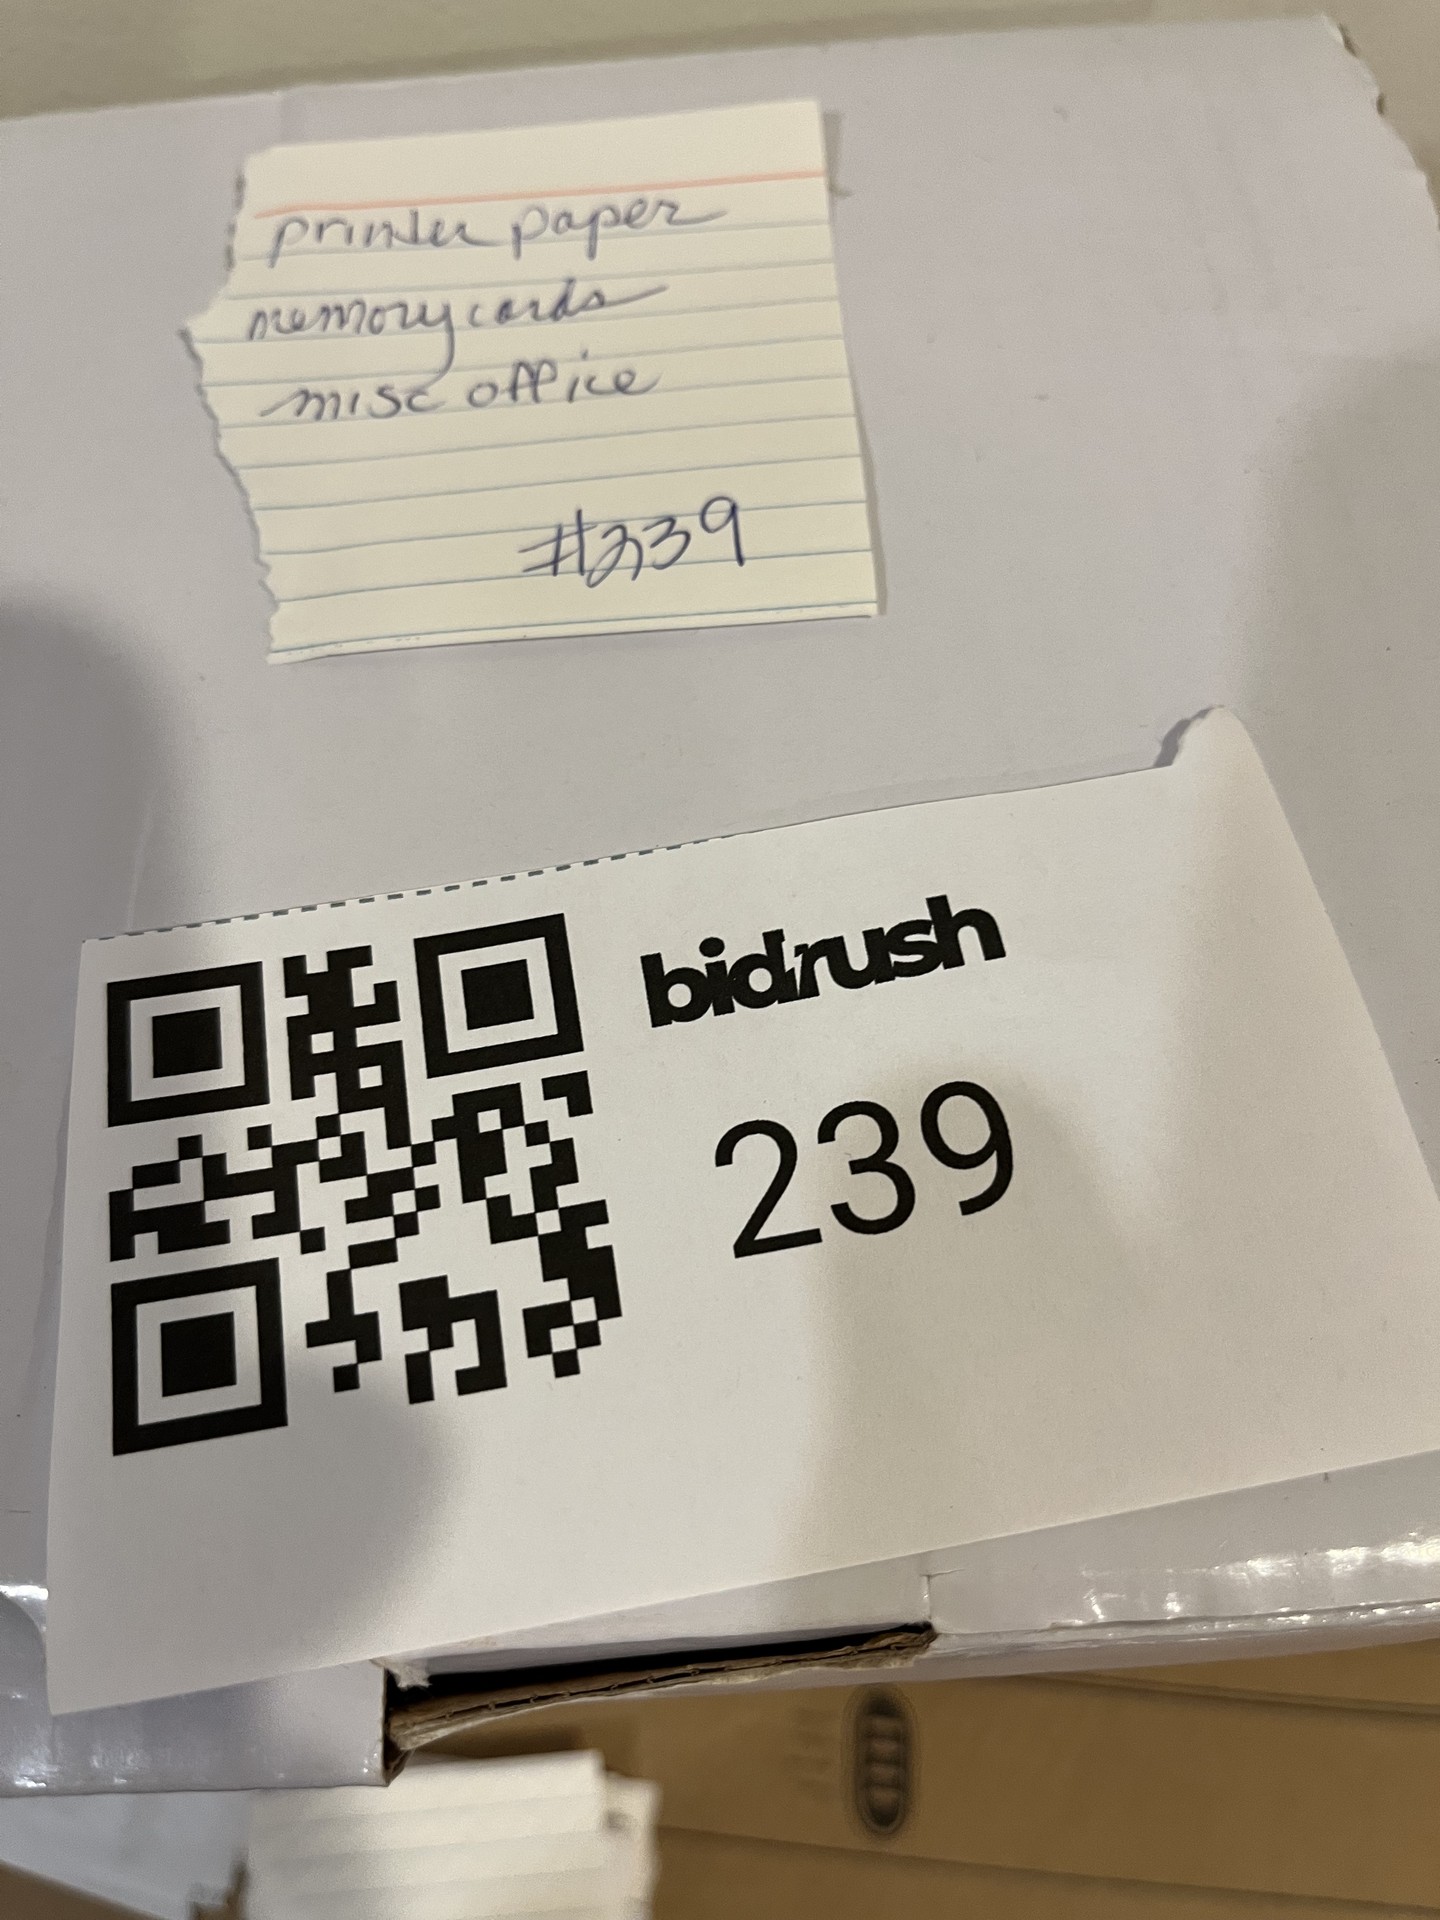 printer paper
memory cards
misc office
#239
bidrush
239